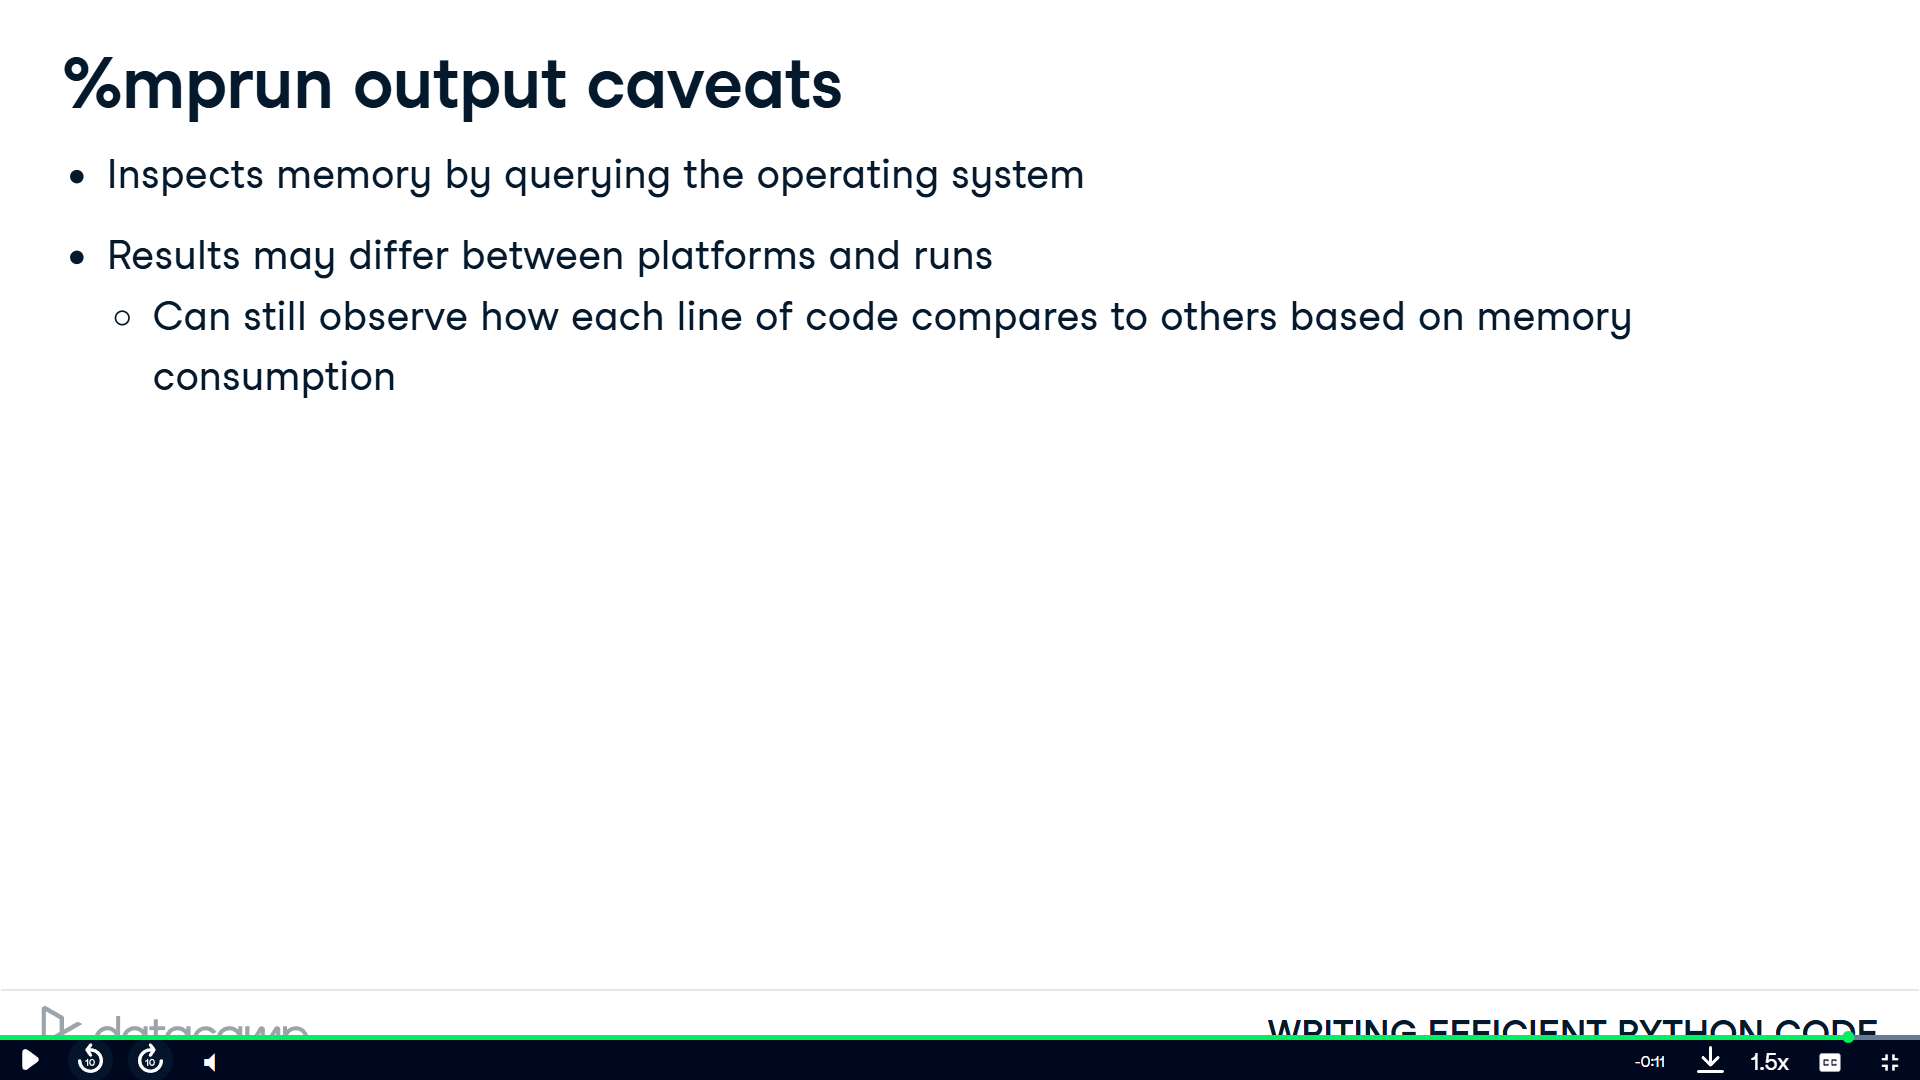 %mprun output caveats
• Inspects memory by querying the operating system
• Results may differ between platforms and runs
○ Can still observe how each line of code compares to others based on memory
consumption
datacamp
WRITING EFFICIENT PYTHON CODE
10
10
-0:11
1.5x
CC